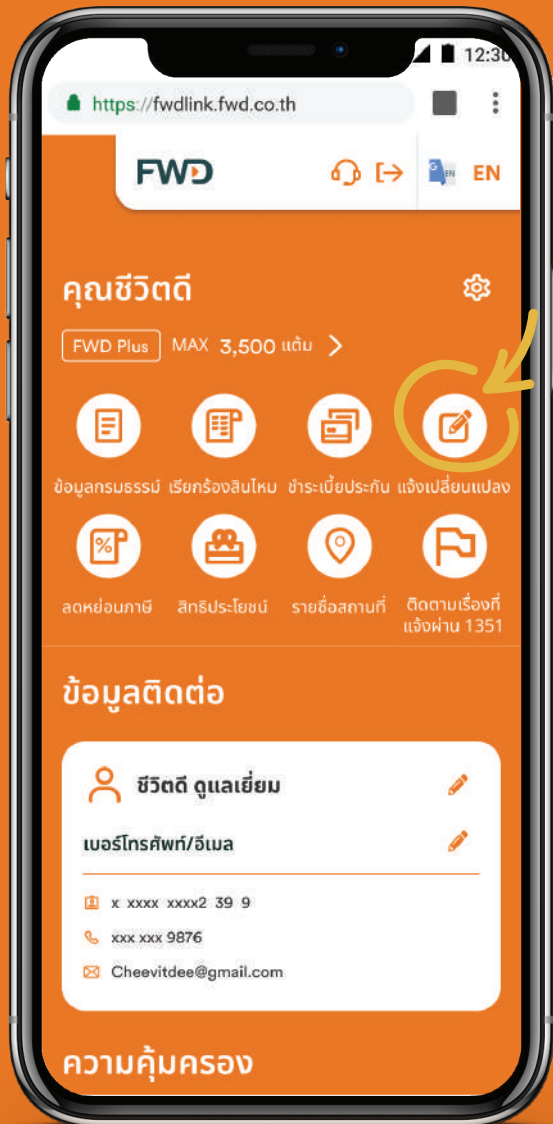 12:30
https://fwdlink.fwd.co.th
FWD
G EN EN
คุณชีวิตดี
FWD Plus MAX 3,500 แต้ม
ข้อมูลกรมธรรม์ เรียกร้องสินไหม ชำระเบี้ยประกัน แจ้งเปลี่ยนแปลง
ลดหย่อนภาษี สิทธิประโยชน์ รายชื่อสถานที่ ติดตามเรื่องที่
แจ้งผ่าน 1351
ข้อมูลติดต่อ
ชีวิตดี ดูแลเยี่ยม
เบอร์โทรศัพท์/อีเมล
x xxxx xxxx2 39 9
xxx xxx 9876
Cheevitdee@gmail.com
ความคุ้มครอง